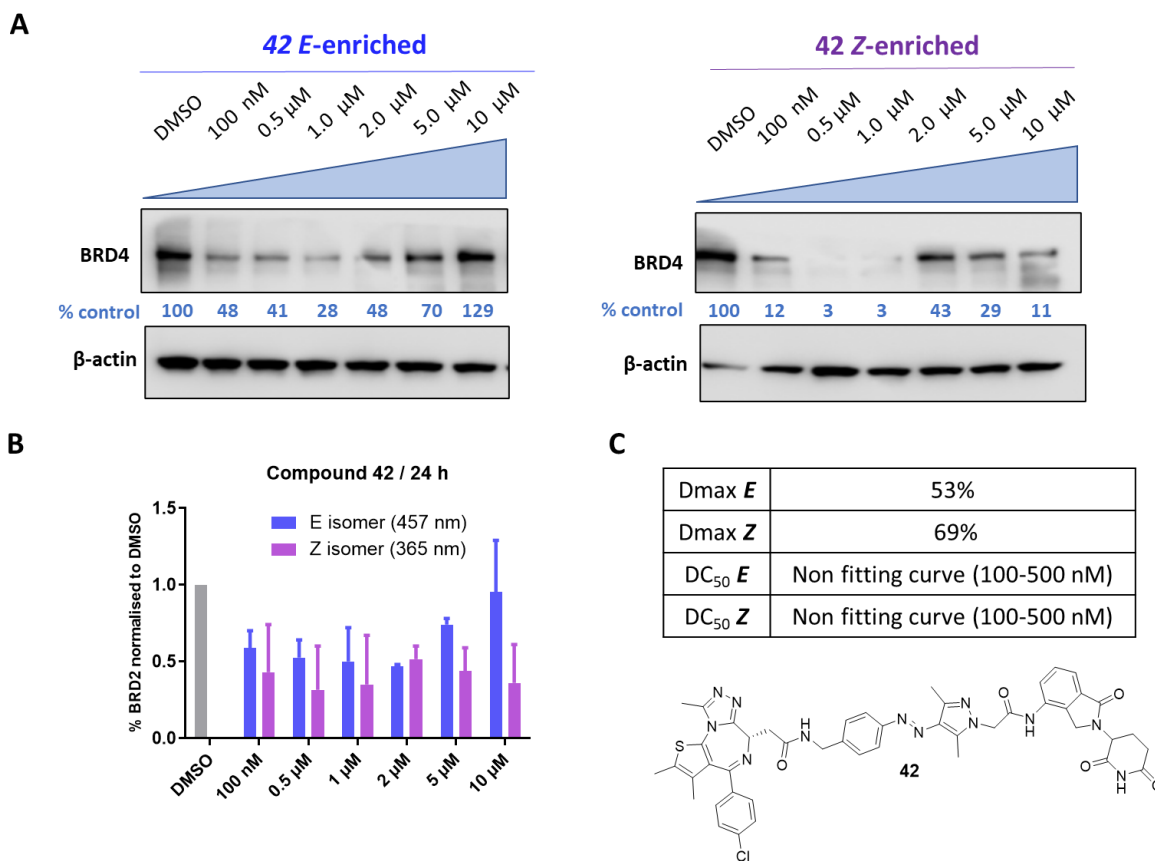 A
42 E-enriched
DMSO 100 nM 0.5 µM 1.0 µM 2.0 µM 5.0 µM 10 µM
BRD4
% control 100 48 41 28 48 70 129
β-actin
42 Z-enriched
DMSO 100 nM 0.5 µM 1.0 µM 2.0 µM 5.0 µM 10 µM
BRD4
% control 100 12 3 3 43 29 11
β-actin
B
Compound 42 / 24 h
% BRD2 normalised to DMSO
1.5
1.0
0.5
0.0
E isomer (457 nm)
Z isomer (365 nm)
DMSO 100 nM 0.5 µM 1 µM 2 µM 5 µM 10 µM
C
Dmax E 53%
Dmax Z 69%
DC50 E Non fitting curve (100-500 nM)
DC50 Z Non fitting curve (100-500 nM)
N N
N
S
N
Cl
O
H
N
N
N
N
N
O
N
H
O
N
O
N
H
O
42